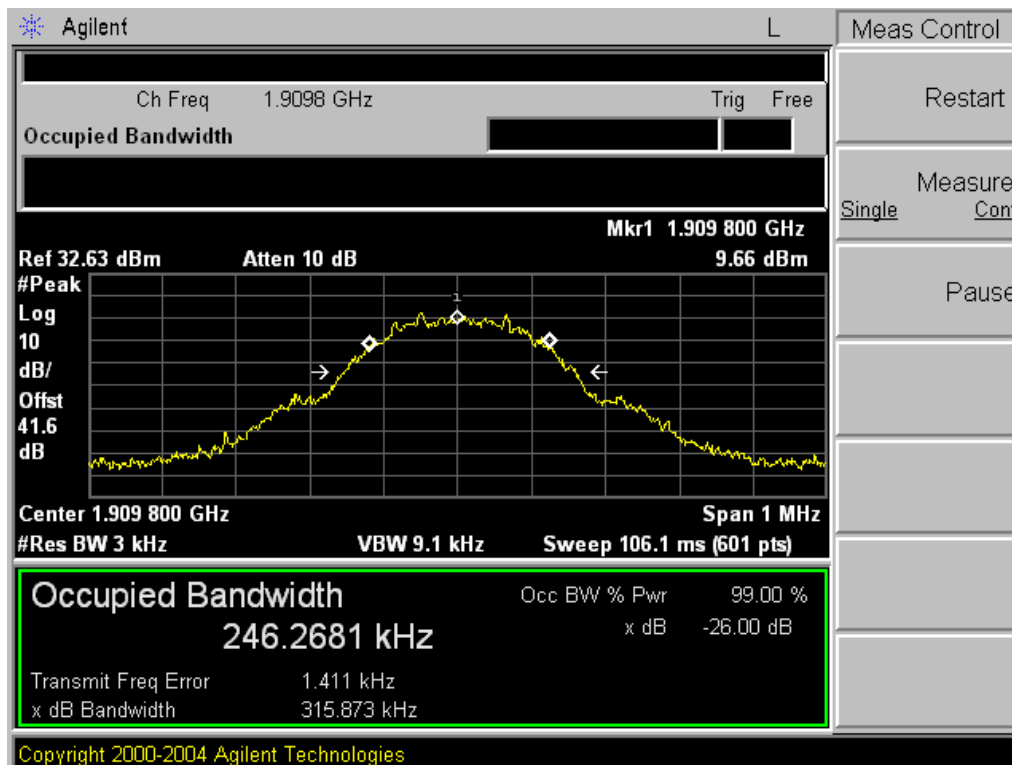 Agilent L Meas Control
Ch Freq 1.9098 GHz Trig Free
Occupied Bandwidth
Restart
Measure
Single Con
Mkr1 1.909 800 GHz
Ref 32.63 dBm Atten 10 dB 9.66 dBm
#Peak
Log
10
dB/
Offst
41.6
dB
1
Pause
Center 1.909 800 GHz Span 1 MHz
#Res BW 3 kHz VBW 9.1 kHz Sweep 106.1 ms (601 pts)
Occupied Bandwidth Occ BW % Pwr 99.00 %
246.2681 kHz x dB -26.00 dB
Transmit Freq Error 1.411 kHz
x dB Bandwidth 315.873 kHz
Copyright 2000-2004 Agilent Technologies